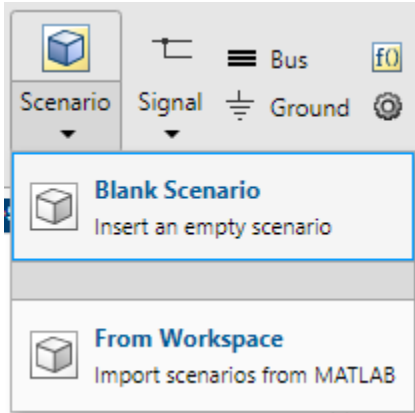 Bus
f()
Scenario Signal Ground
Blank Scenario
Insert an empty scenario
From Workspace
Import scenarios from MATLAB